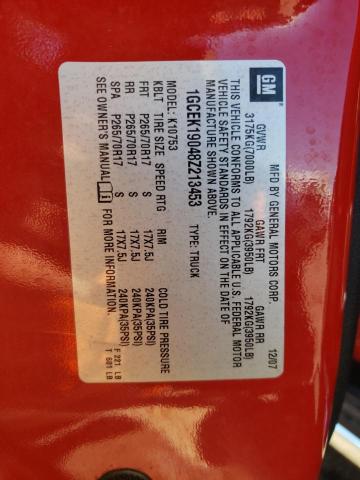 GM
MFD BY GENERAL MOTORS CORP. 12/07
GVWR GAWR FRT GAWR RR
3175KG(7000LB) 1792KG(3950LB) 1792KG(3950LB)
THIS VEHICLE CONFORMS TO ALL APPLICABLE U.S. FEDERAL MOTOR
VEHICLE SAFETY STANDARDS IN EFFECT ON THE DATE OF
MANUFACTURE SHOWN ABOVE.
1GCEK19048Z213453 TYPE: TRUCK
MODEL: K10753
KBLT TIRE SIZE SPEED RTG RIM COLD TIRE PRESSURE
FRT P265/70R17 S 17X7.5J 240KPA(35PSI)
RR P265/70R17 S 17X7.5J 240KPA(35PSI)
SPA P265/70R17 S 17X7.5J 240KPA(35PSI)
SEE OWNER'S MANUAL i FOR MORE INFORMATION.
F 221 LB
T 601 LB